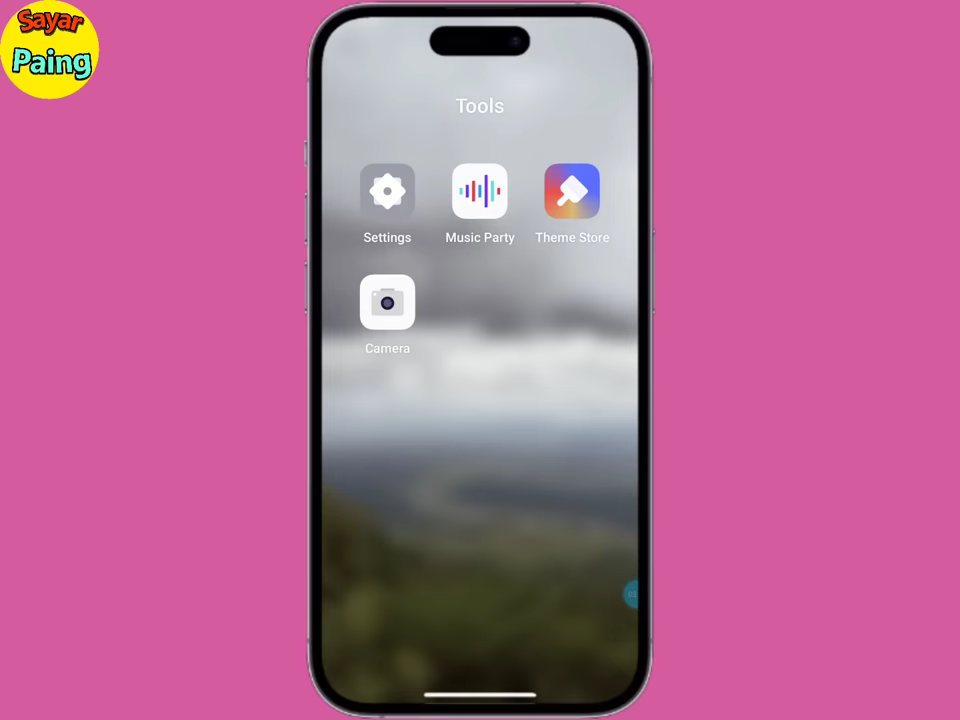 Sayar
Paing
Tools
Settings
Music Party
Theme Store
Camera